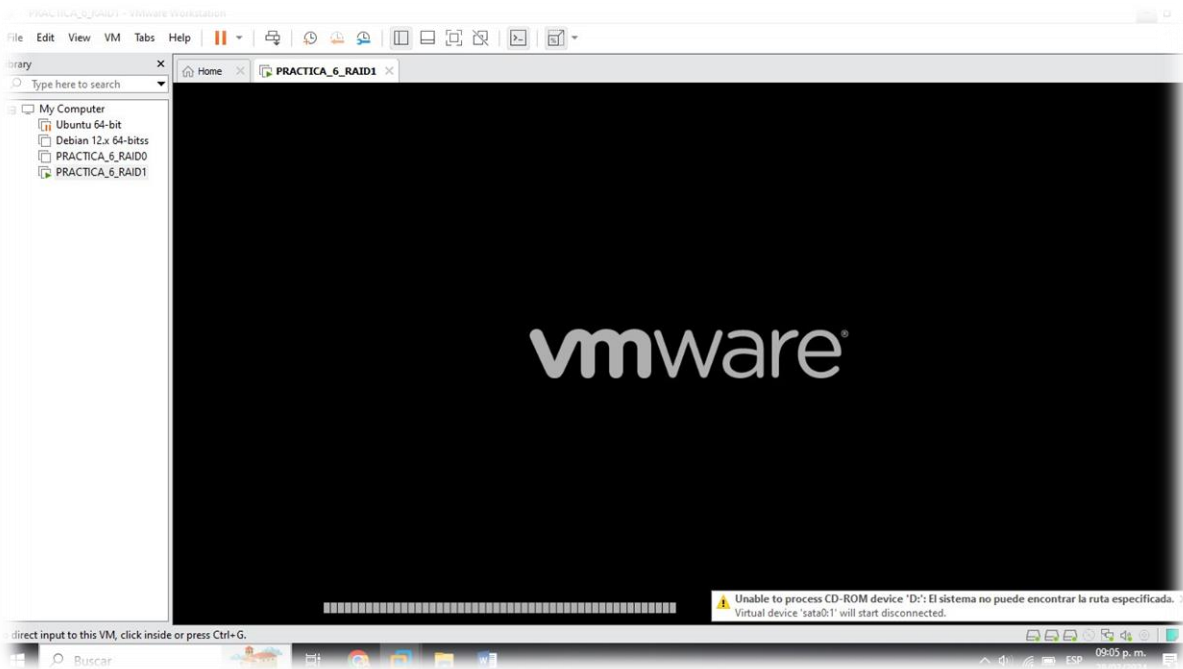 PRACTICA_6_RAID1 - VMware Workstation
File Edit View VM Tabs Help
Home
PRACTICA_6_RAID1
Type here to search
My Computer
Ubuntu 64-bit
Debian 12.x 64-bitss
PRACTICA_6_RAID0
PRACTICA_6_RAID1
vmware®
Unable to process CD-ROM device 'D:': El sistema no puede encontrar la ruta especificada.
Virtual device 'sata0:1' will start disconnected.
direct input to this VM, click inside or press Ctrl+G.
Buscar
W
ESP
09:05 p. m.